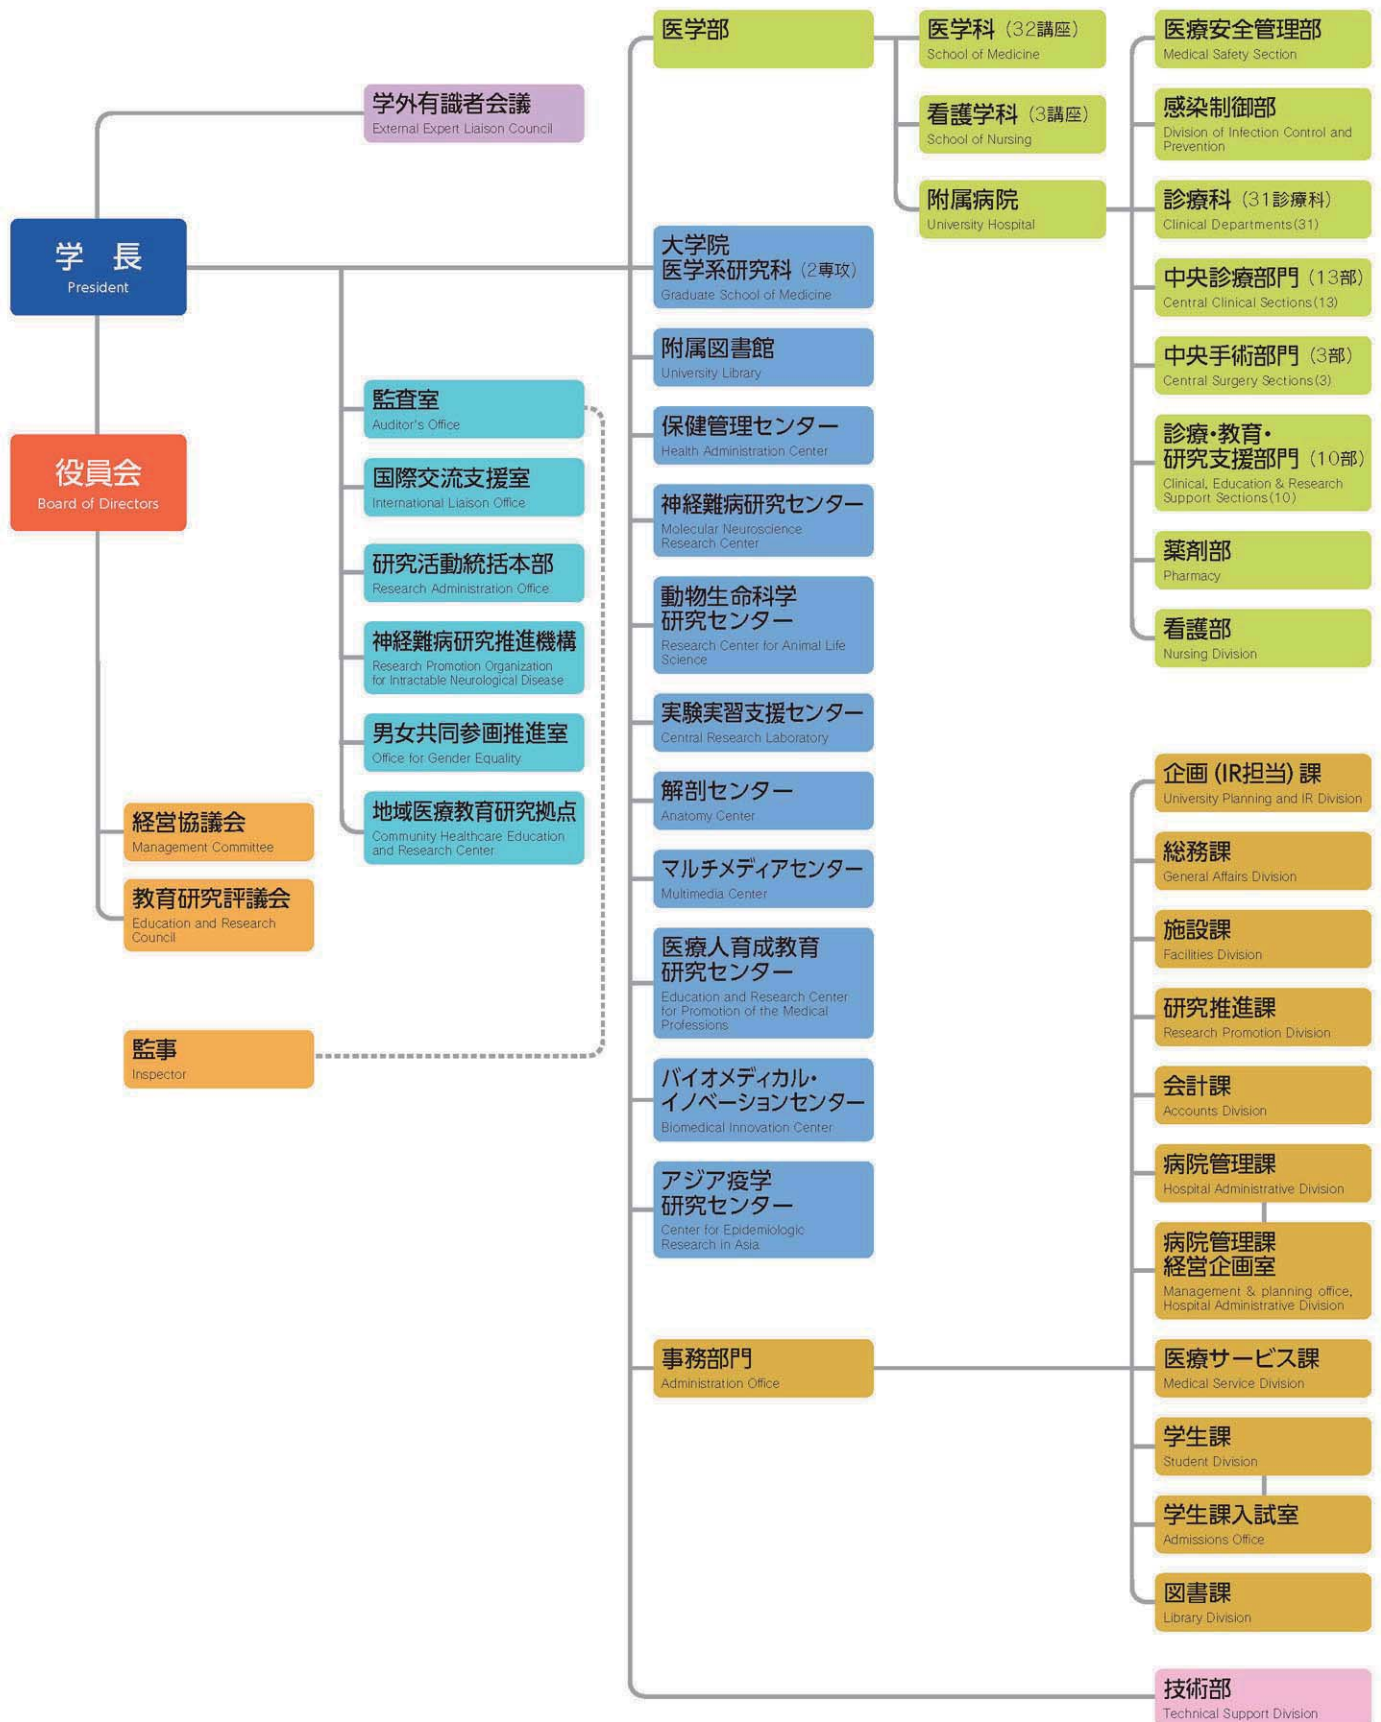 学外有識者会議
External Expert Liaison Council
学　長
President
役員会
Board of Directors
経営協議会
Management Committee
教育研究評議会
Education and Research
Council
監事
Inspector
監査室
Auditor's Office
国際交流支援室
International Liaison Office
研究活動統括本部
Research Administration Office
神経難病研究推進機構
Research Promotion Organization
for Intractable Neurological Disease
男女共同参画推進室
Office for Gender Equality
地域医療教育研究拠点
Community Healthcare Education
and Research Center
医学部
大学院
医学系研究科（2専攻）
Graduate School of Medicine
附属図書館
University Library
保健管理センター
Health Administration Center
神経難病研究センター
Molecular Neuroscience
Research Center
動物生命科学
研究センター
Research Center for Animal Life
Science
実験実習支援センター
Central Research Laboratory
解剖センター
Anatomy Center
マルチメディアセンター
Multimedia Center
医療人育成教育
研究センター
Education and Research Center
for Promotion of the Medical
Professions
バイオメディカル・
イノベーションセンター
Biomedical Innovation Center
アジア疫学
研究センター
Center for Epidemiologic
Research in Asia
事務部門
Administration Office
医学科（32講座）
School of Medicine
看護学科（3講座）
School of Nursing
附属病院
University Hospital
医療安全管理部
Medical Safety Section
感染制御部
Division of Infection Control and
Prevention
診療科（31診療科）
Clinical Departments(31)
中央診療部門（13部）
Central Clinical Sections(13)
中央手術部門（3部）
Central Surgery Sections(3)
診療・教育・
研究支援部門（10部）
Clinical, Education & Research
Support Sections(10)
薬剤部
Pharmacy
看護部
Nursing Division
企画（IR担当）課
University Planning and IR Division
総務課
General Affairs Division
施設課
Facilities Division
研究推進課
Research Promotion Division
会計課
Accounts Division
病院管理課
Hospital Administrative Division
病院管理課
経営企画室
Management & planning office,
Hospital Administrative Division
医療サービス課
Medical Service Division
学生課
Student Division
学生課入試室
Admissions Office
図書課
Library Division
技術部
Technical Support Division